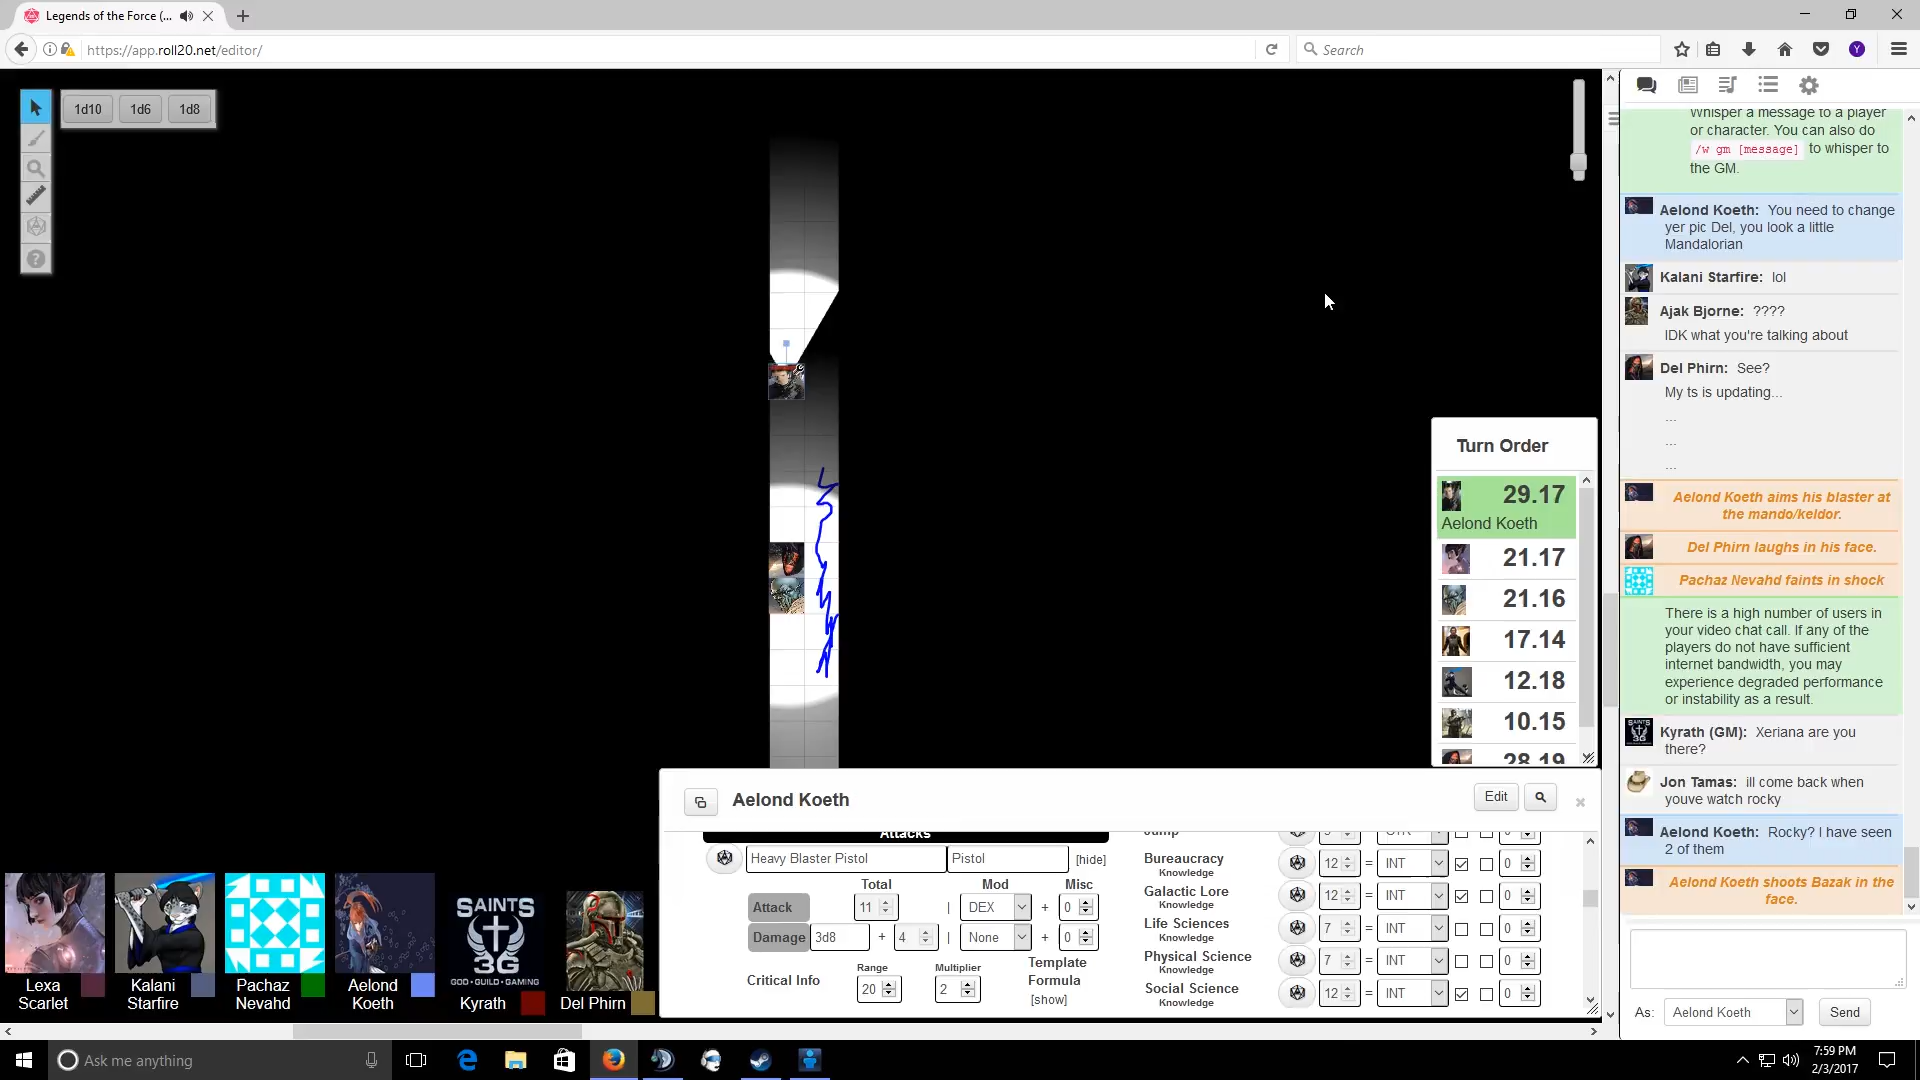 Legends of the Force (...
https://app.roll20.net/editor/
Search
1d10 1d6 1d8
Whisper a message to a player
or character. You can also do
/w gm [message] to whisper to
the GM.
Aelond Koeth: You need to change
yer pic Del, you look a little
Mandalorian
Kalani Starfire: lol
Ajak Bjorne: ????
IDK what you're talking about
Del Phirn: See?
My ts is updating...
...
...
...
Aelond Koeth aims his blaster at
the mando/keldor.
Del Phirn laughs in his face.
Pachaz Nevahd faints in shock
There is a high number of users in
your video chat call. If any of the
players do not have sufficient
internet bandwidth, you may
experience degraded performance
or instability as a result.
Kyrath (GM): Xeriana are you
there?
Jon Tamas: ill come back when
youve watch rocky
Aelond Koeth: Rocky? I have seen
2 of them
Aelond Koeth shoots Bazak in the
face.
As: Aelond Koeth Send
Turn Order
29.17
Aelond Koeth
21.17
21.16
17.14
12.18
10.15
28.19
Aelond Koeth Edit
Attacks
Heavy Blaster Pistol Pistol [hide]
Total Mod Misc
Attack 11 | DEX + 0
Damage 3d8 + 4 | None + 0
Critical Info Range 20 Multiplier 2 Template
Formula
[show]
Jump
Bureaucracy 12 = INT 0
Knowledge
Galactic Lore 12 = INT 0
Knowledge
Life Sciences 7 = INT 0
Knowledge
Physical Science 7 = INT 0
Knowledge
Social Science 12 = INT 0
Knowledge
Lexa
Scarlet
Kalani
Starfire
Pachaz
Nevahd
Aelond
Koeth
SAINTS
3G
GOD · GUILD · GAMING
Kyrath
Del Phirn
Ask me anything
7:59 PM
2/3/2017